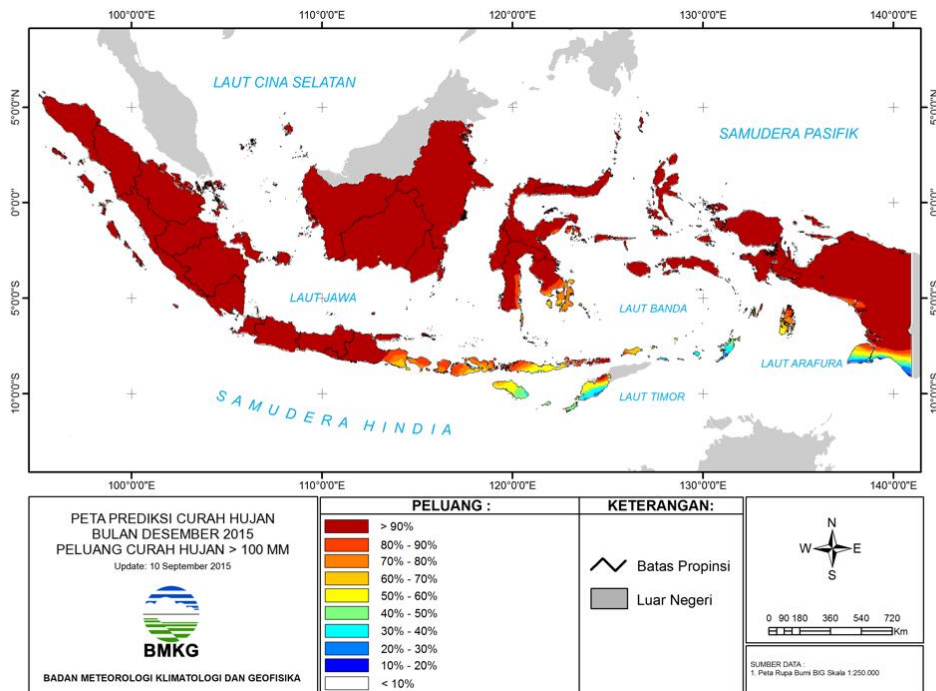 100°0'0"E 110°0'0"E 120°0'0"E 130°0'0"E 140°0'0"E
LAUT CINA SELATAN
5°0'0"N 5°0'0"N
SAMUDERA PASIFIK
0°0'0"N 0°0'0"N
LAUT JAWA
5°0'0"S 5°0'0"S
LAUT BANDA
LAUT ARAFURA
10°0'0"S 10°0'0"S
LAUT TIMOR
SAMUDERA HINDIA
100°0'0"E 110°0'0"E 120°0'0"E 130°0'0"E 140°0'0"E
PETA PREDIKSI CURAH HUJAN
BULAN DESEMBER 2015
PELUANG CURAH HUJAN > 100 MM
Update: 10 September 2015
BMKG
BADAN METEOROLOGI KLIMATOLOGI DAN GEOFISIKA
PELUANG :
> 90%
80% - 90%
70% - 80%
60% - 70%
50% - 60%
40% - 50%
30% - 40%
20% - 30%
10% - 20%
< 10%
KETERANGAN:
Batas Propinsi
Luar Negeri
N
W E
S
0 90 180 360 540 720
Km
SUMBER DATA :
1. Peta Rupa Bumi BIG Skala 1:250.000